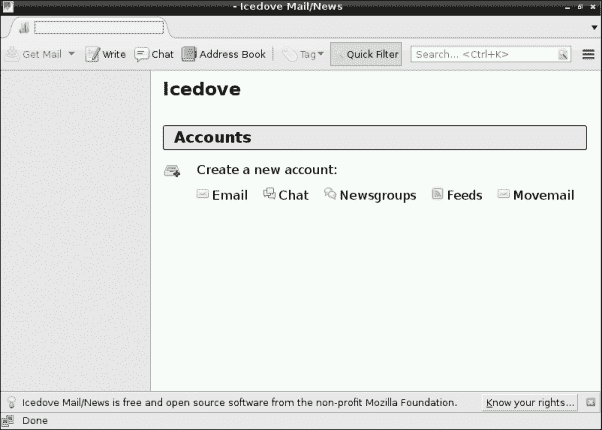 - Icedove Mail/News
Get Mail Write Chat Address Book Tag Quick Filter Search... <Ctrl+K>
Icedove
Accounts
Create a new account:
Email Chat Newsgroups Feeds Movemail
Icedove Mail/News is free and open source software from the non-profit Mozilla Foundation. Know your rights...
Done